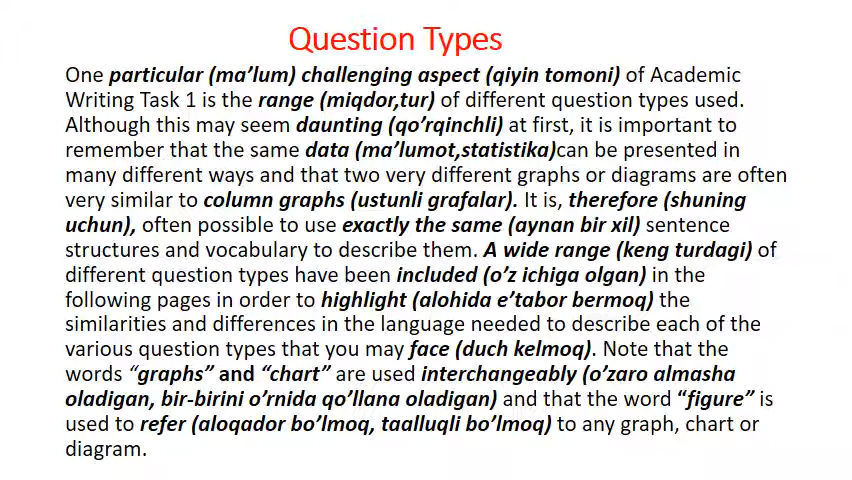 Question Types
One particular (ma’lum) challenging aspect (qiyin tomoni) of Academic
Writing Task 1 is the range (miqdor,tur) of different question types used.
Although this may seem daunting (qo’rqinchli) at first, it is important to
remember that the same data (ma’lumot,statistika)can be presented in
many different ways and that two very different graphs or diagrams are often
very similar to column graphs (ustunli grafalar). It is, therefore (shuning
uchun), often possible to use exactly the same (aynan bir xil) sentence
structures and vocabulary to describe them. A wide range (keng turdagi) of
different question types have been included (o’z ichiga olgan) in the
following pages in order to highlight (alohida e’tabor bermoq) the
similarities and differences in the language needed to describe each of the
various question types that you may face (duch kelmoq). Note that the
words “graphs” and “chart” are used interchangeably (o’zaro almasha
oladigan, bir-birini o’rnida qo’llana oladigan) and that the word “figure” is
used to refer (aloqador bo’lmoq, taalluqli bo’lmoq) to any graph, chart or
diagram.